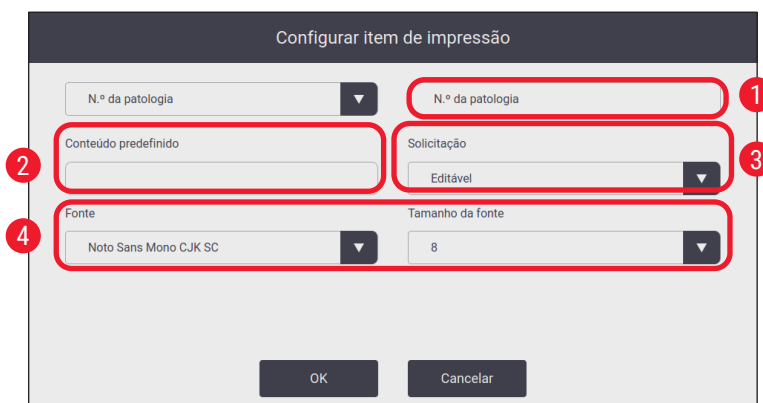 Configurar item de impressão
N.º da patologia
N.º da patologia
1
Conteúdo predefinido
Solicitação
2
3
Editável
Fonte
Tamanho da fonte
4
Noto Sans Mono CJK SC
8
OK
Cancelar